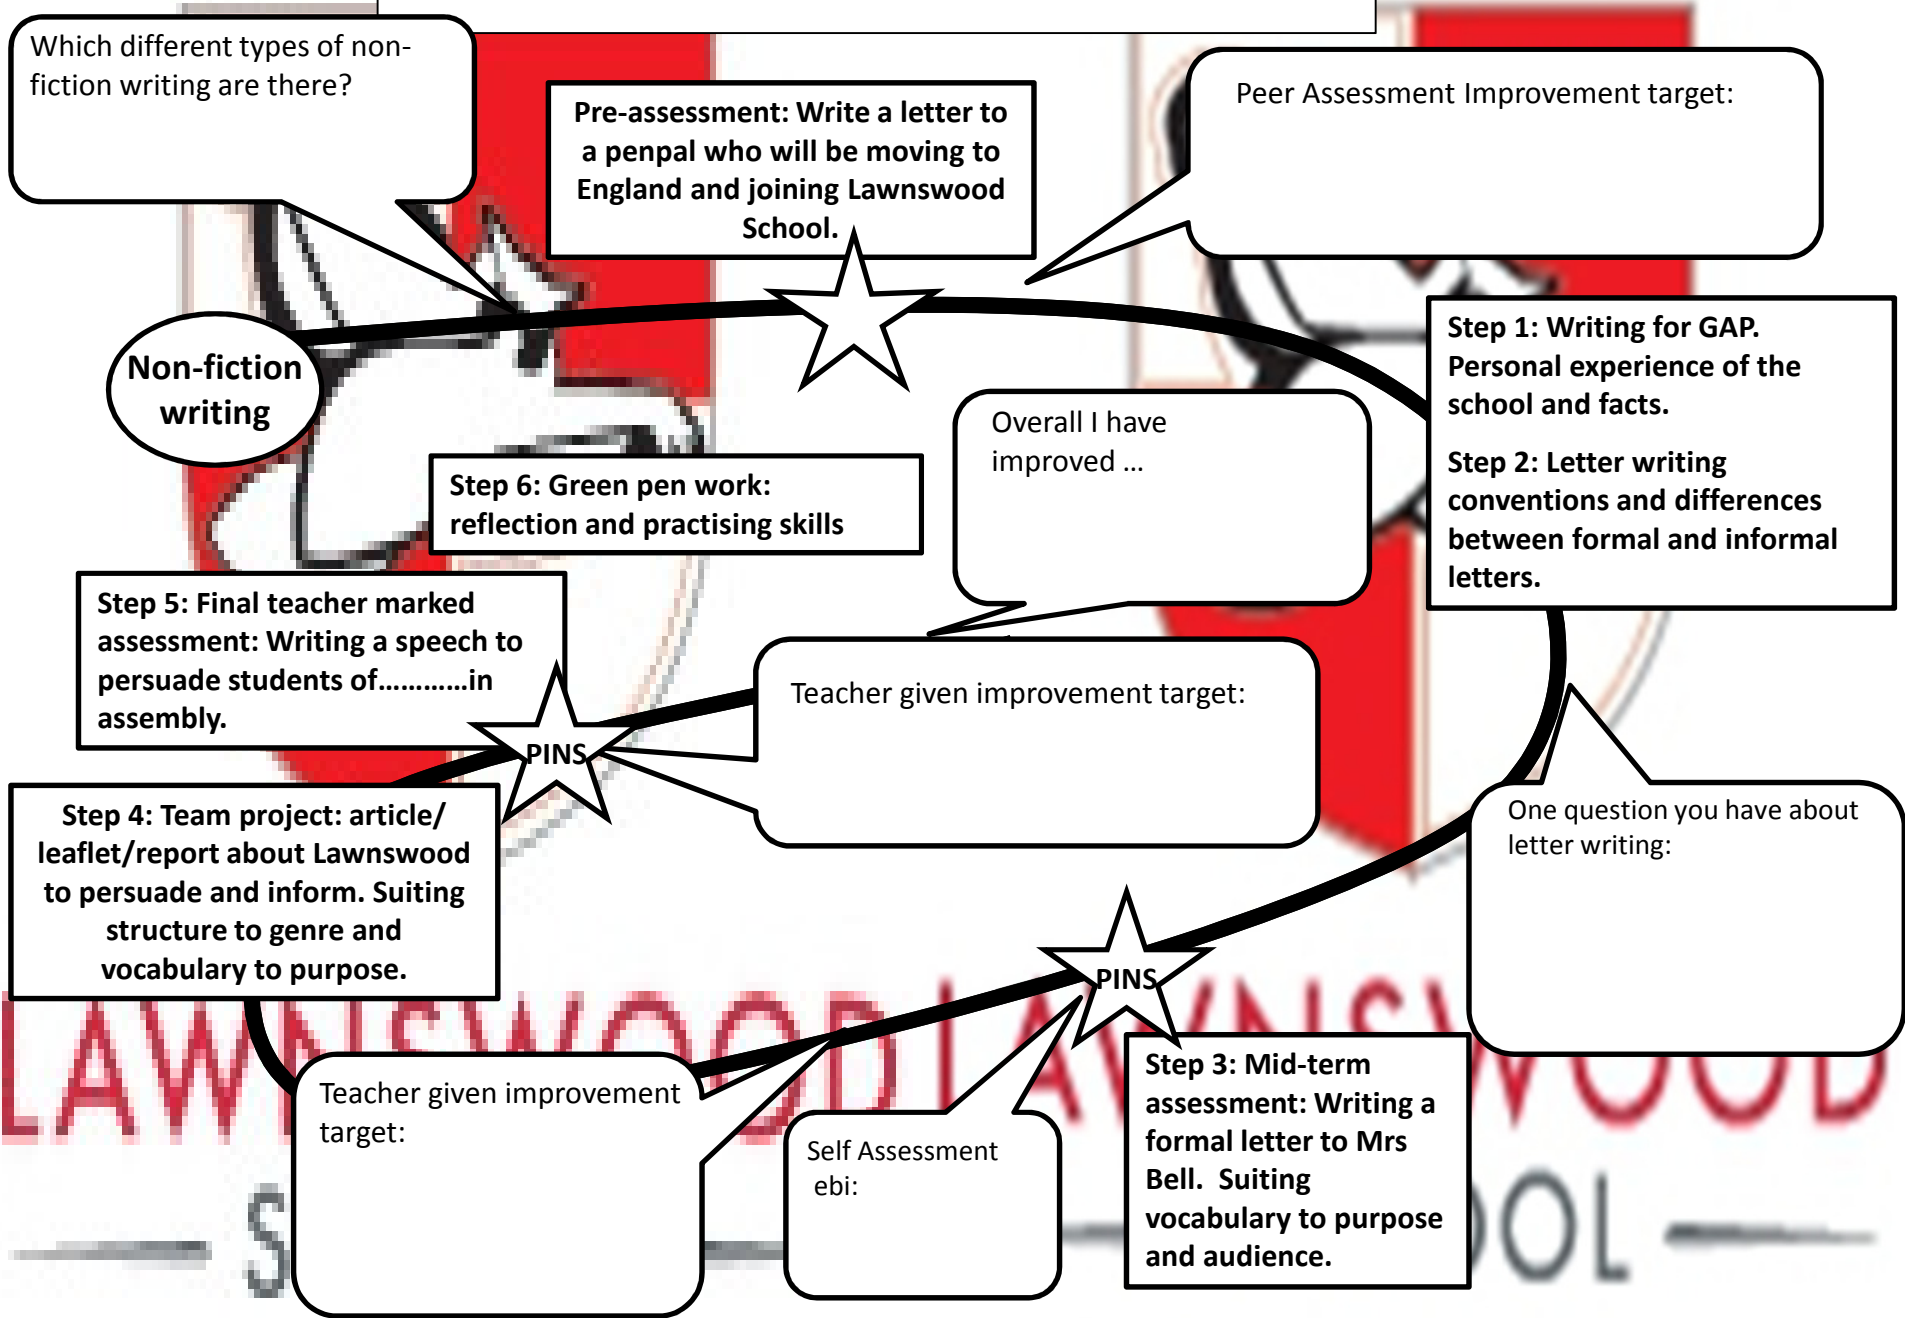 Which different types of non-
fiction writing are there?
Pre-assessment: Write a letter to
a penpal who will be moving to
England and joining Lawnswood
School.
Peer Assessment Improvement target:
Non-fiction
writing
Step 1: Writing for GAP.
Personal experience of the
school and facts.
Step 2: Letter writing
conventions and differences
between formal and informal
letters.
Overall I have
improved ...
Step 6: Green pen work:
reflection and practising skills
Step 5: Final teacher marked
assessment: Writing a speech to
persuade students of…………in
assembly.
PINS
Teacher given improvement target:
One question you have about
letter writing:
Step 4: Team project: article/
leaflet/report about Lawnswood
to persuade and inform. Suiting
structure to genre and
vocabulary to purpose.
PINS
Step 3: Mid-term
assessment: Writing a
formal letter to Mrs
Bell.  Suiting
vocabulary to purpose
and audience.
Teacher given improvement
target:
Self Assessment
ebi:
LAWNSWOOD LAWNSWOOD
S OOL